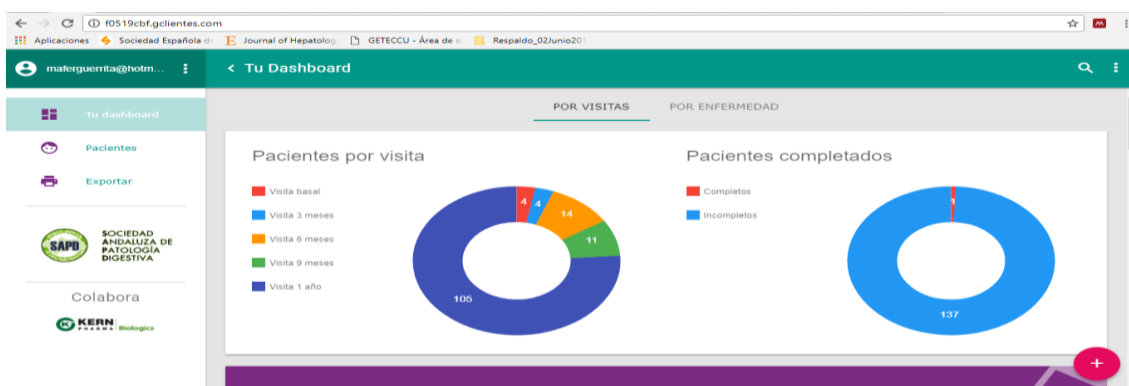 f0519cbf.gclientes.com
Aplicaciones
Sociedad Española d
Journal of Hepatolog
GETECCU - Área de s
Respaldo_02Junio201
maferguerrita@hotm...
Tu Dashboard
Tu dashboard
Pacientes
Exportar
SAPD
SOCIEDAD
ANDALUZA DE
PATOLOGÍA
DIGESTIVA
Colabora
KERN
PHARMA
Biologics
POR VISITAS
POR ENFERMEDAD
Pacientes por visita
Visita basal
Visita 3 meses
Visita 6 meses
Visita 9 meses
Visita 1 año
4
4
14
11
105
Pacientes completados
Completos
Incompletos
1
137